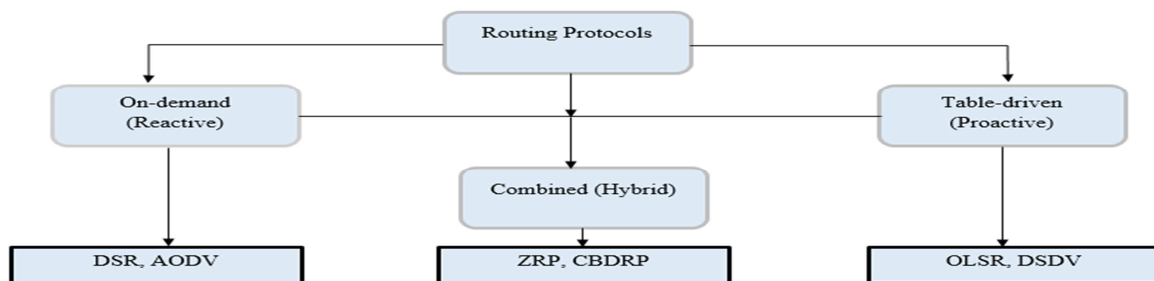 Routing Protocols
On-demand
(Reactive)
Table-driven
(Proactive)
Combined (Hybrid)
DSR, AODV
ZRP, CBDRP
OLSR, DSDV